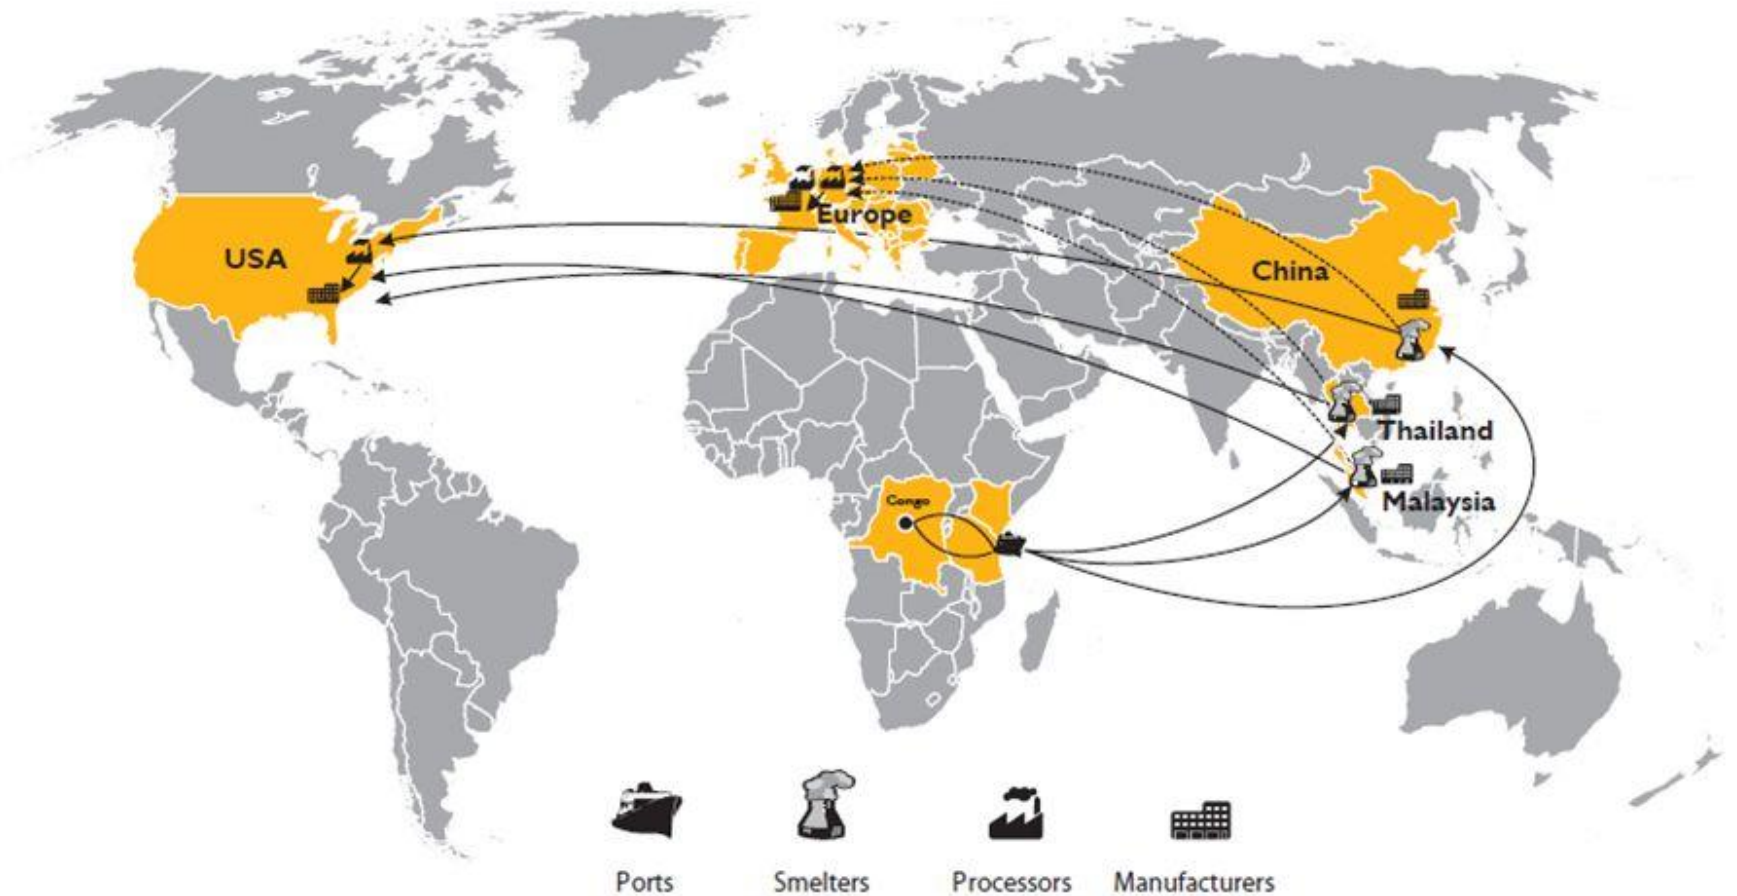 USA
Europe
China
Thailand
Malaysia
Congo
Ports
Smelters
Processors
Manufacturers